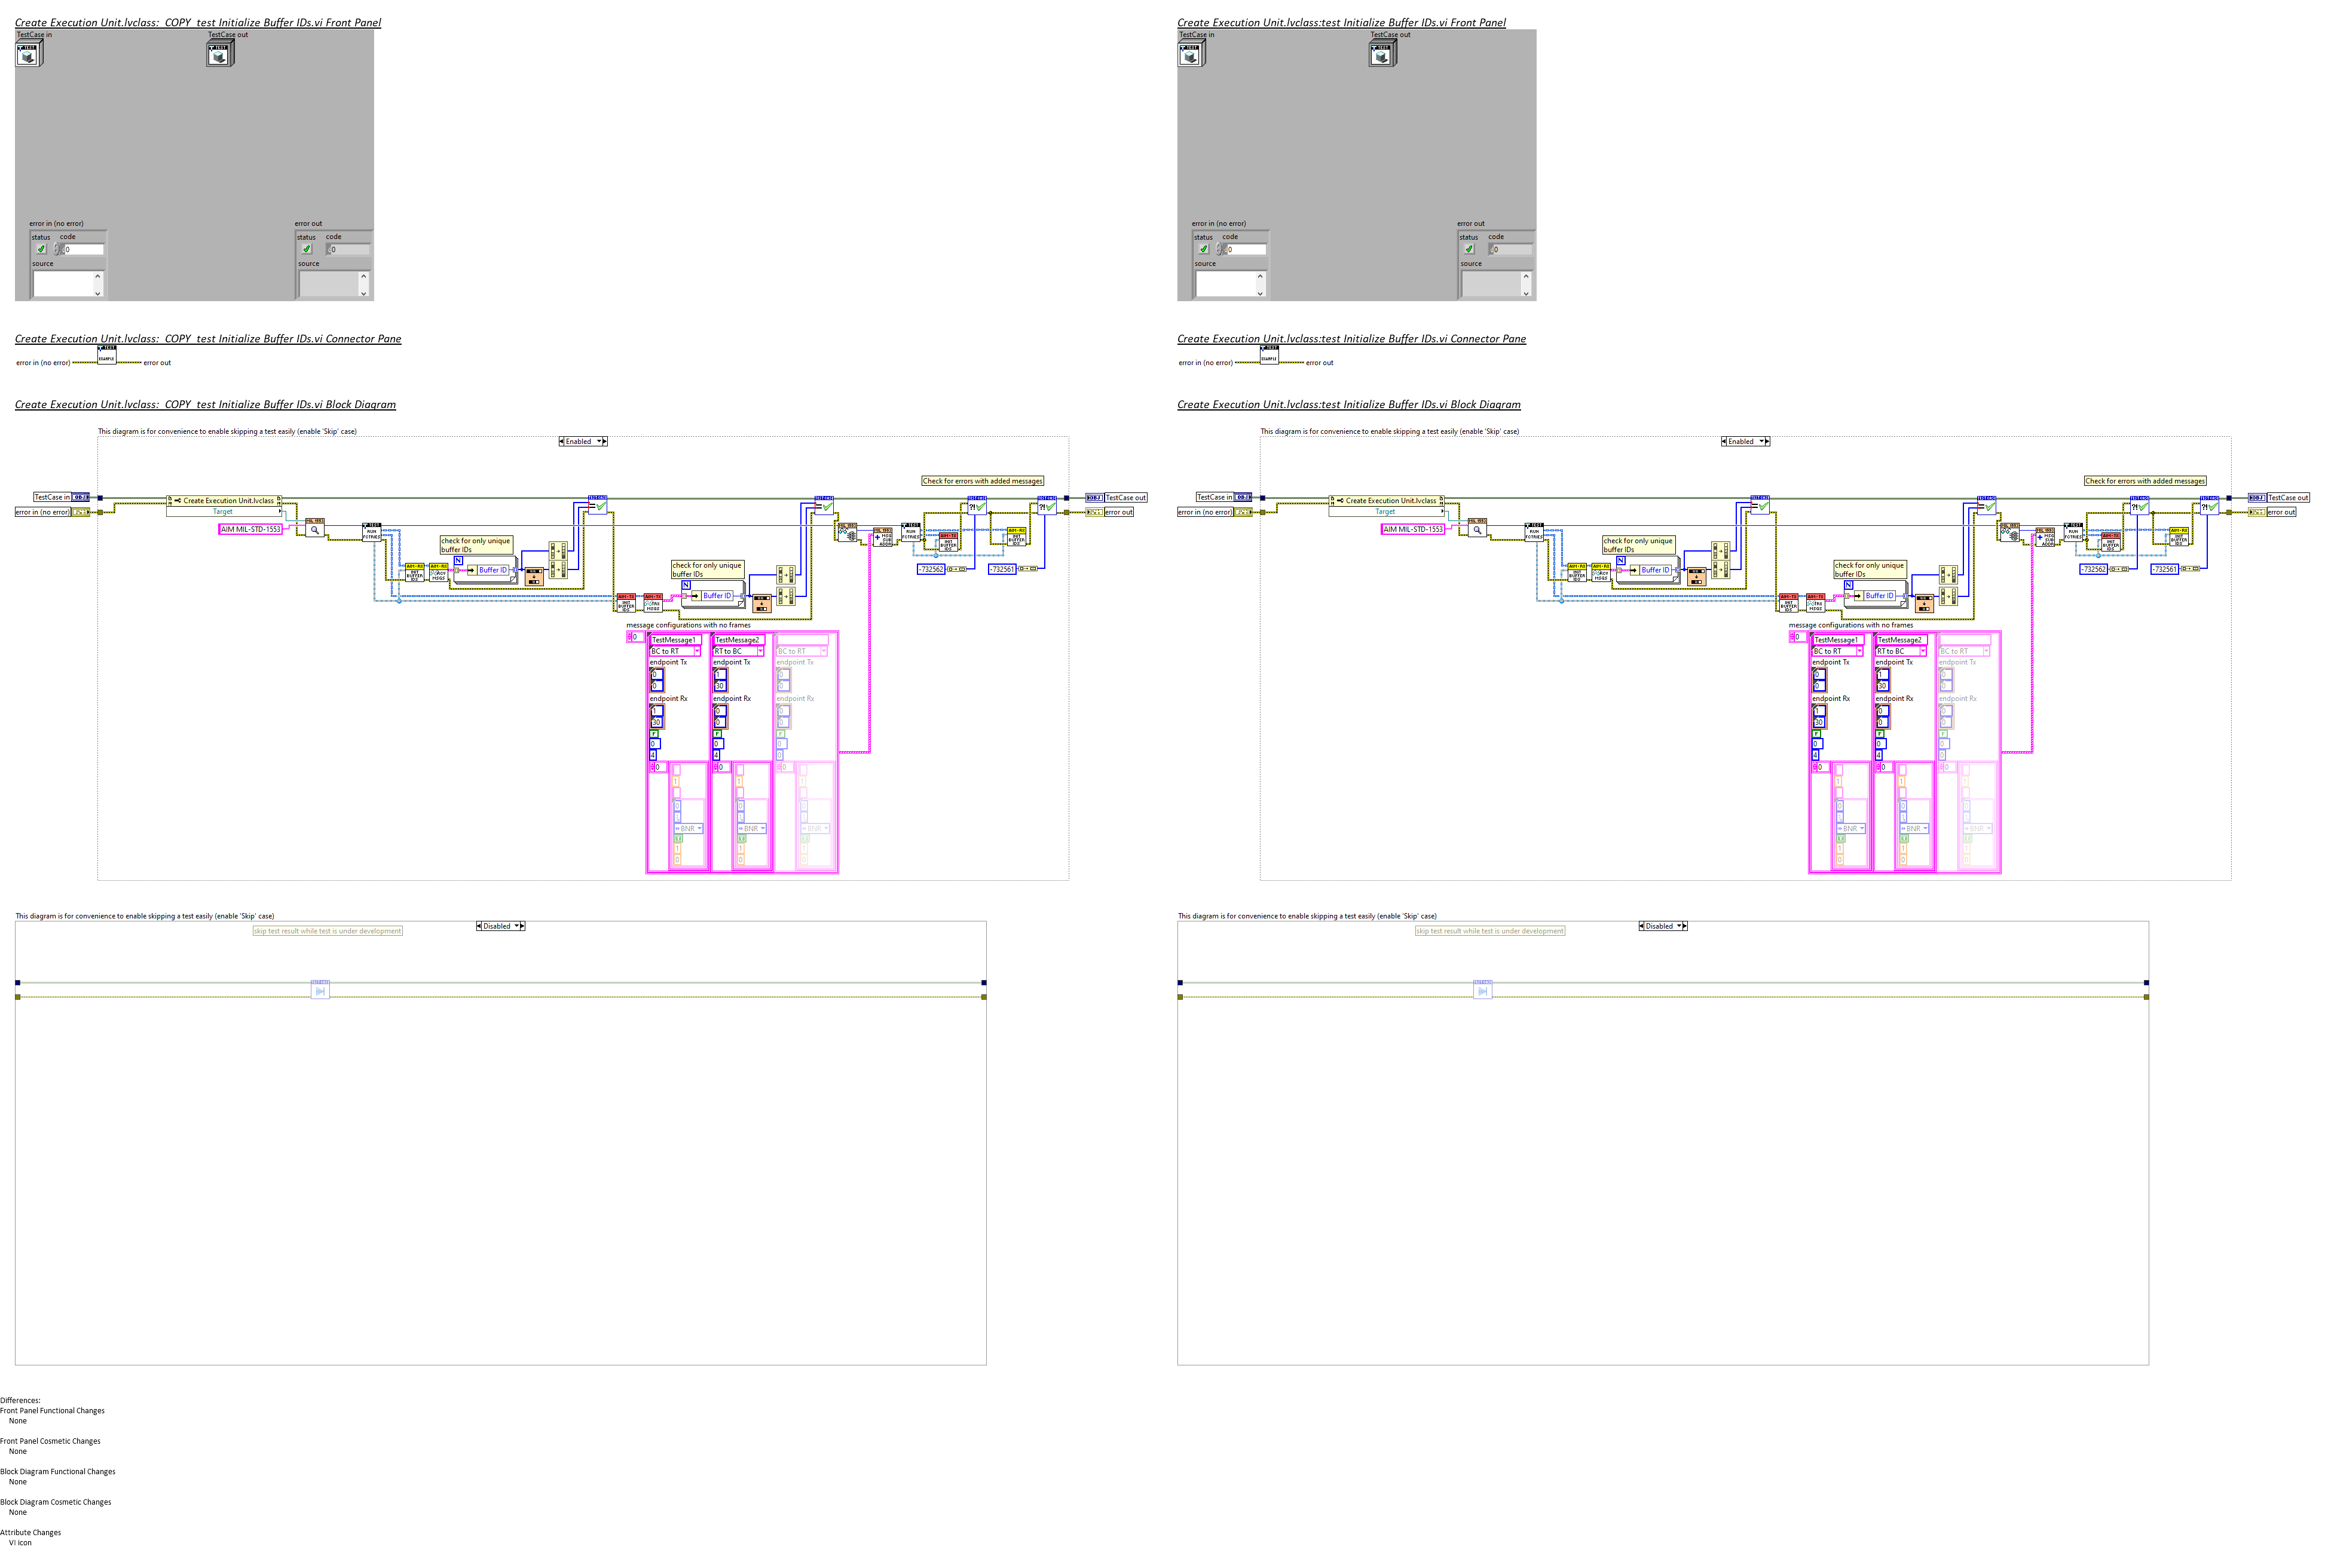 Create Execution Unit.lvclass:_COPY_test Initialize Buffer IDs.vi Front Panel
TestCase in
TestCase out
error in (no error)
status
code
0
source
error out
status
code
0
source
Create Execution Unit.lvclass:_COPY_test Initialize Buffer IDs.vi Connector Pane
TEST
EXAMPLE
error in (no error)
error out
Create Execution Unit.lvclass:_COPY_test Initialize Buffer IDs.vi Block Diagram
This diagram is for convenience to enable skipping a test easily (enable 'Skip' case)
Enabled
Check for errors with added messages
TestCase in
TestCase out
error in (no error)
error out
Create Execution Unit.lvclass
Target
AIM MIL-STD-1553
check for only unique
buffer IDs
N
Buffer ID
check for only unique
buffer IDs
N
Buffer ID
-732562
-732561
message configurations with no frames
0
TestMessage1
TestMessage2
BC to RT
RT to BC
BC to RT
endpoint Tx
endpoint Tx
endpoint Tx
0
1
0
0
30
0
endpoint Rx
endpoint Rx
endpoint Rx
1
0
0
30
0
0
F
F
F
0
0
0
4
4
0
0
0
0
BNR
BNR
BNR
This diagram is for convenience to enable skipping a test easily (enable 'Skip' case)
Disabled
skip test result while test is under development
Create Execution Unit.lvclass:test Initialize Buffer IDs.vi Front Panel
TestCase in
TestCase out
error in (no error)
status
code
0
source
error out
status
code
0
source
Create Execution Unit.lvclass:test Initialize Buffer IDs.vi Connector Pane
TEST
EXAMPLE
error in (no error)
error out
Create Execution Unit.lvclass:test Initialize Buffer IDs.vi Block Diagram
This diagram is for convenience to enable skipping a test easily (enable 'Skip' case)
Enabled
Check for errors with added messages
TestCase in
TestCase out
error in (no error)
error out
Create Execution Unit.lvclass
Target
AIM MIL-STD-1553
check for only unique
buffer IDs
N
Buffer ID
check for only unique
buffer IDs
N
Buffer ID
-732562
-732561
message configurations with no frames
0
TestMessage1
TestMessage2
BC to RT
RT to BC
BC to RT
endpoint Tx
endpoint Tx
endpoint Tx
0
1
0
0
30
0
endpoint Rx
endpoint Rx
endpoint Rx
1
0
0
30
0
0
F
F
F
0
0
0
4
4
0
0
0
0
BNR
BNR
BNR
This diagram is for convenience to enable skipping a test easily (enable 'Skip' case)
Disabled
skip test result while test is under development
Differences:
Front Panel Functional Changes
None
Front Panel Cosmetic Changes
None
Block Diagram Functional Changes
None
Block Diagram Cosmetic Changes
None
Attribute Changes
VI icon